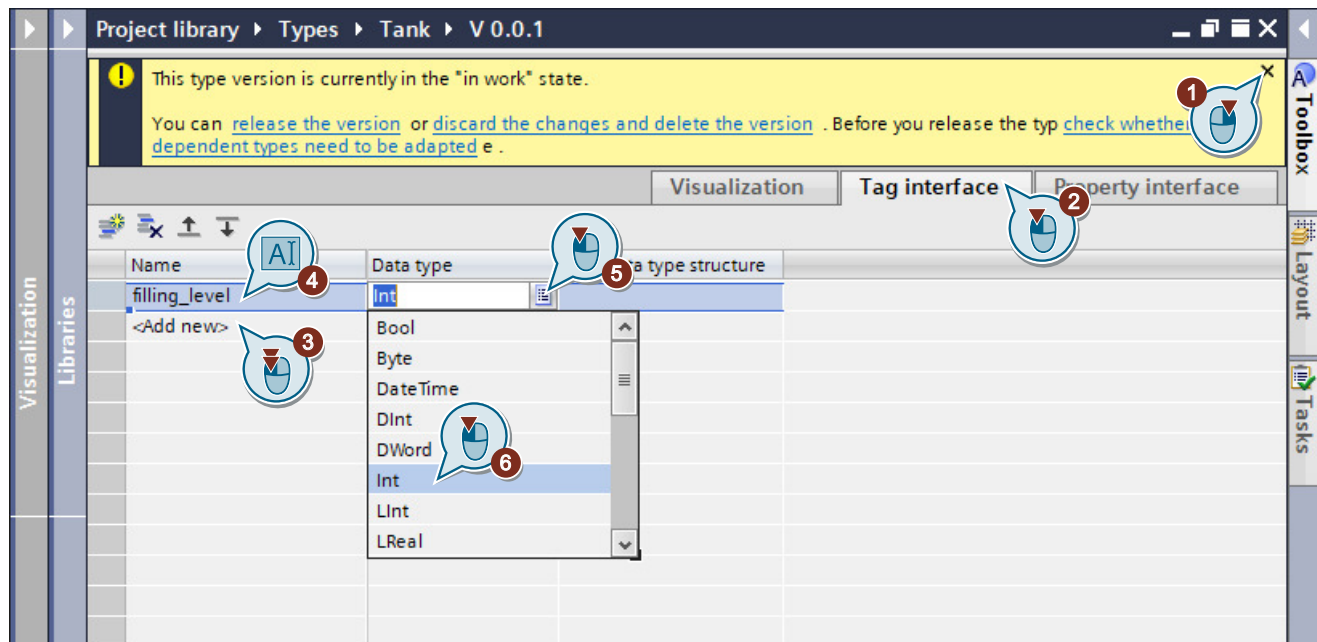 Project library ▸ Types ▸ Tank ▸ V 0.0.1
This type version is currently in the "in work" state.
You can release the version or discard the changes and delete the version . Before you release the typ check whether
dependent types need to be adapted e .
1
Visualization Tag interface Property interface
2
Name Data type type structure
4
5
filling_level Int
<Add new>
3
Bool
Byte
DateTime
DInt
DWord
6
Int
LInt
LReal
Visualization
Libraries
Toolbox
Layout
Tasks